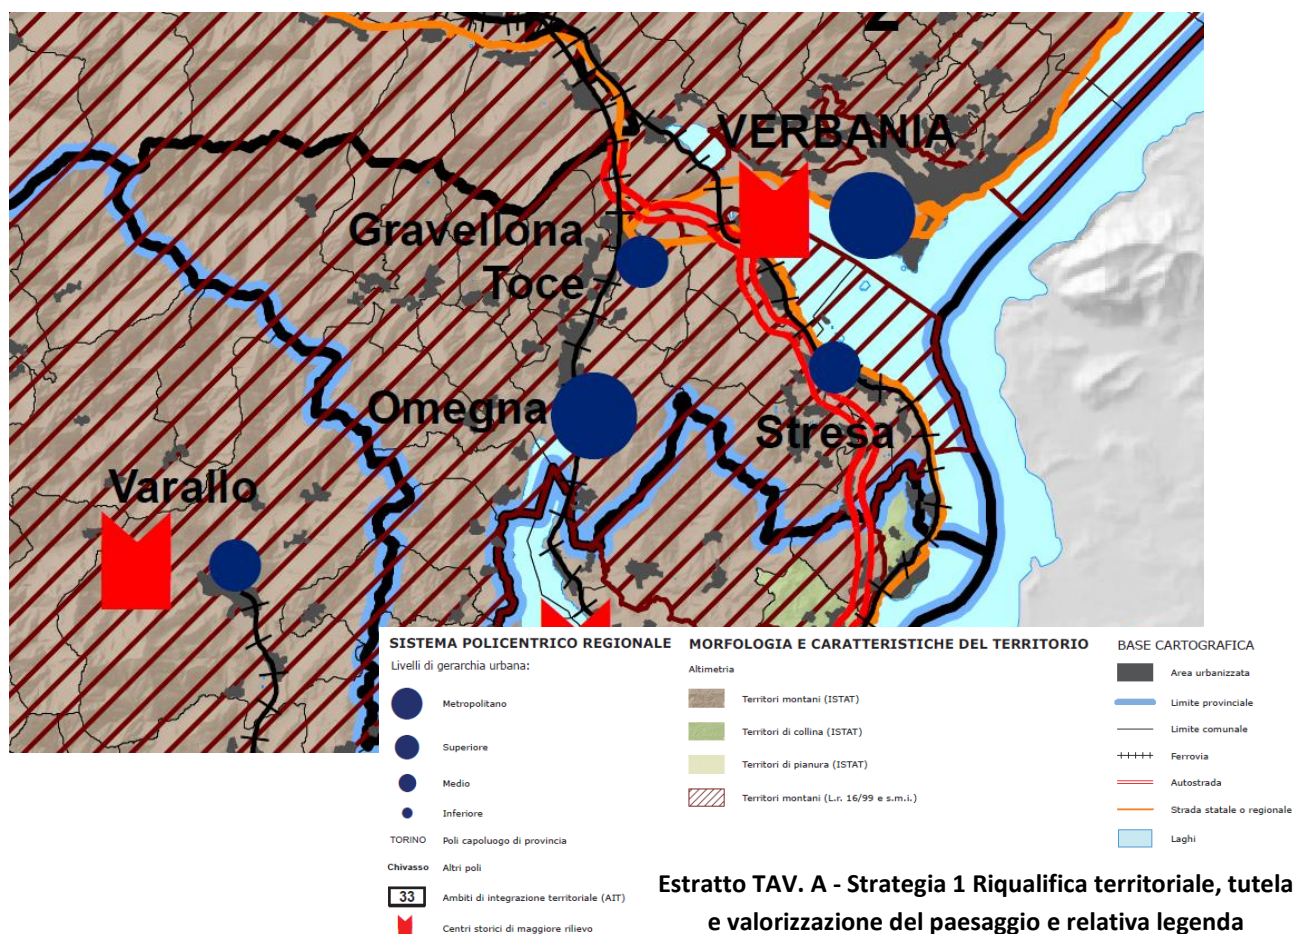 2
VERBANIA
Gravellona
Toce
Omegna
Stresa
Varallo
SISTEMA POLICENTRICO REGIONALE
Livelli di gerarchia urbana:
Metropolitano
Superiore
Medio
Inferiore
TORINO Poli capoluogo di provincia
Chivasso Altri poli
33 Ambiti di integrazione territoriale (AIT)
Centri storici di maggiore rilievo
MORFOLOGIA E CARATTERISTICHE DEL TERRITORIO
Altimetria
Territori montani (ISTAT)
Territori di collina (ISTAT)
Territori di pianura (ISTAT)
Territori montani (L.r. 16/99 e s.m.i.)
BASE CARTOGRAFICA
Area urbanizzata
Limite provinciale
Limite comunale
Ferrovia
Autostrada
Strada statale o regionale
Laghi
Estratto TAV. A - Strategia 1 Riqualifica territoriale, tutela
e valorizzazione del paesaggio e relativa legenda